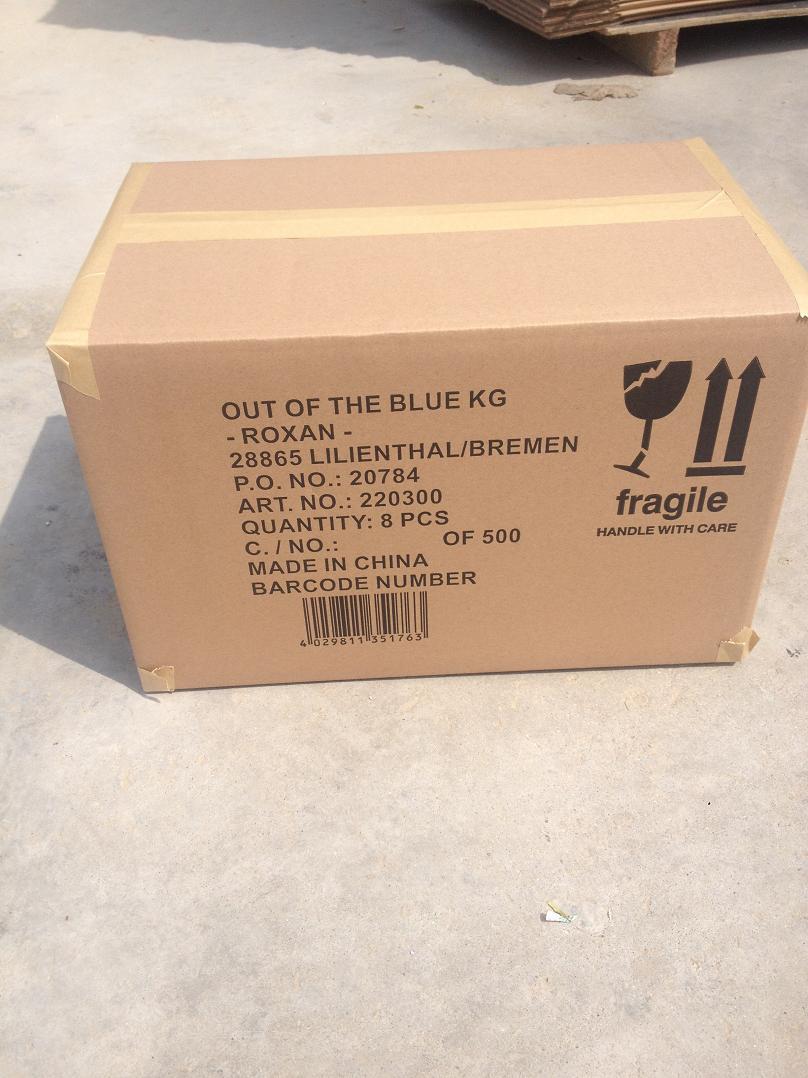 OUT OF THE BLUE KG
- ROXAN -
28865 LILIENTHAL/BREMEN
P.O. NO.: 20784
ART. NO.: 220300
QUANTITY: 8 PCS
C. / NO.: OF 500
MADE IN CHINA
BARCODE NUMBER
4 029811 351763
fragile
HANDLE WITH CARE